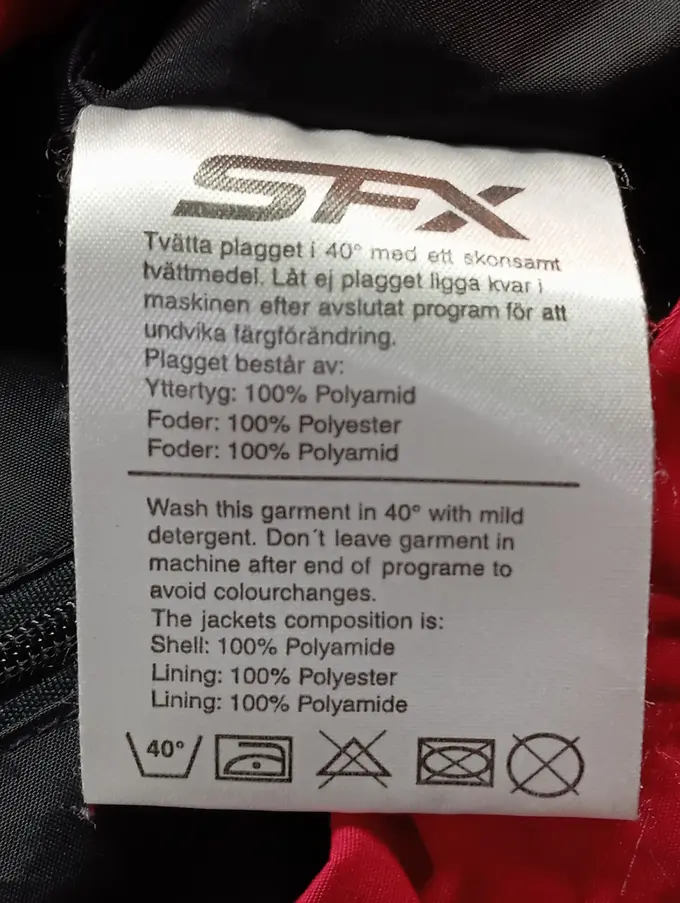 SFX
Tvätta plagget i 40° med ett skonsamt
tvättmedel. Låt ej plagget ligga kvar i
maskinen efter avslutat program för att
undvika färgförändring.
Plagget består av:
Yttertyg: 100% Polyamid
Foder: 100% Polyester
Foder: 100% Polyamid
Wash this garment in 40° with mild
detergent. Don´t leave garment in
machine after end of programe to
avoid colourchanges.
The jackets composition is:
Shell: 100% Polyamide
Lining: 100% Polyester
Lining: 100% Polyamide
40°